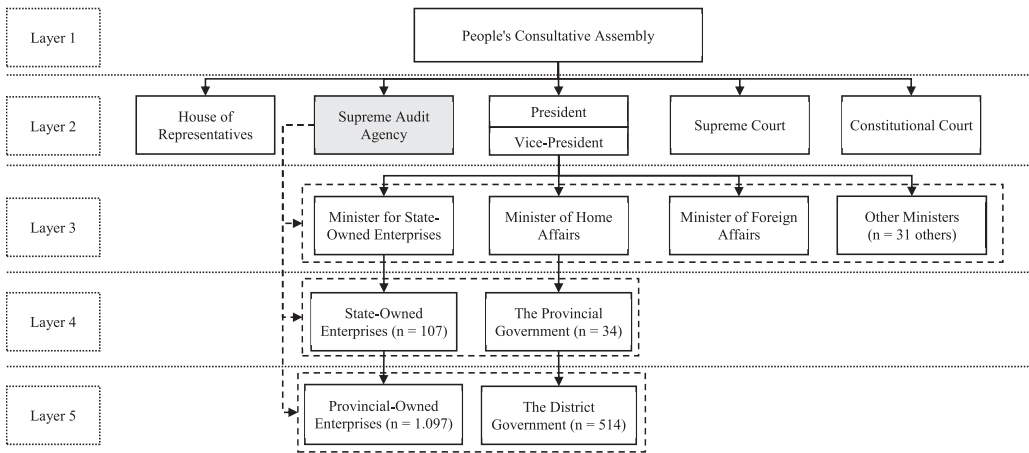 Layer 1
People's Consultative Assembly
Layer 2
House of
Representatives
Supreme Audit
Agency
President
Vice-President
Supreme Court
Constitutional Court
Layer 3
Minister for State-
Owned Enterprises
Minister of Home
Affairs
Minister of Foreign
Affairs
Other Ministers
(n = 31 others)
Layer 4
State-Owned
Enterprises (n = 107)
The Provincial
Government (n = 34)
Layer 5
Provincial-Owned
Enterprises (n = 1.097)
The District
Government (n = 514)